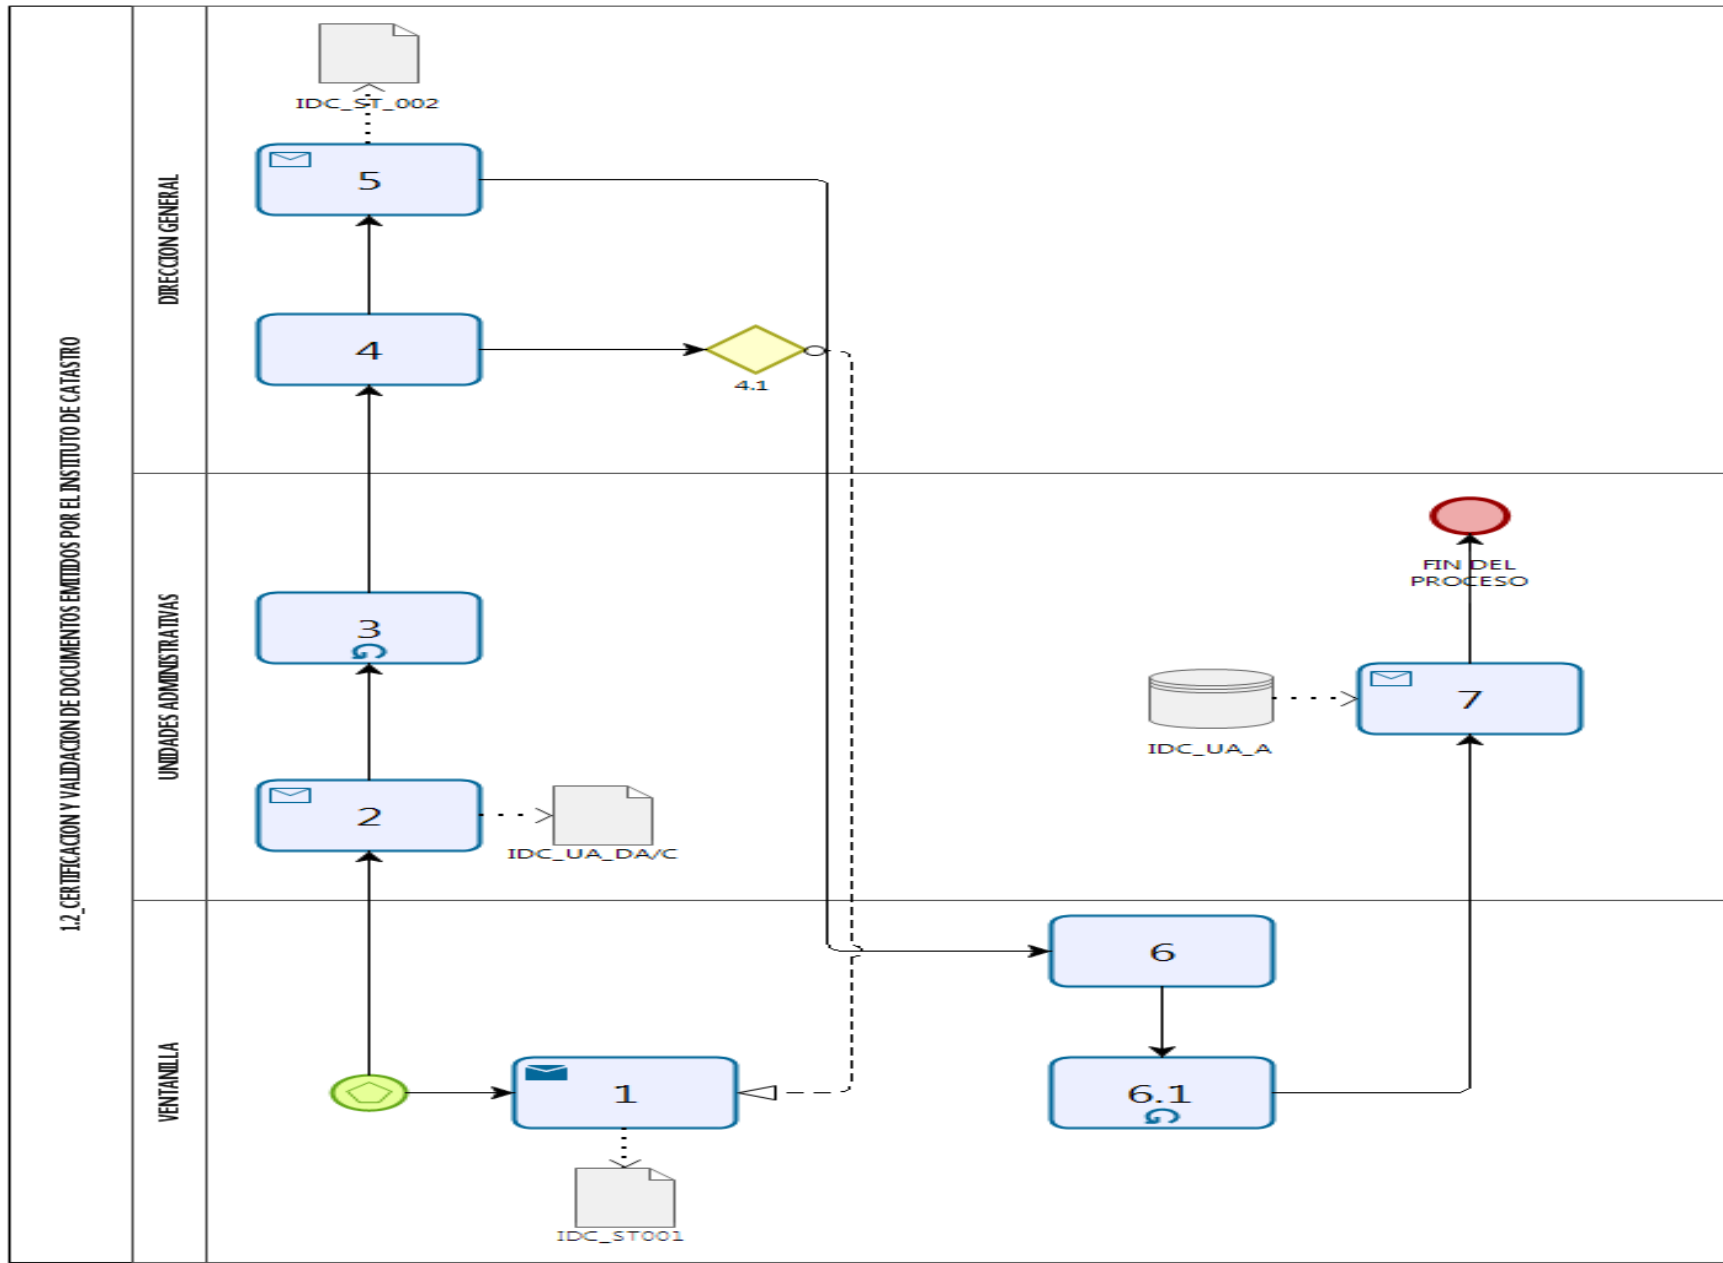 1.2_CERTIFICACION Y VALIDACION DE DOCUMENTOS EMITIDOS POR EL INSTITUTO DE CATASTRO
DIRECCION GENERAL
IDC_ST_002
5
4
4.1
UNIDADES ADMINISTRATIVAS
FIN DEL
PROCESO
3
7
IDC_UA_A
2
IDC_UA_DA/C
VENTANILLA
6
1
6.1
IDC_ST001